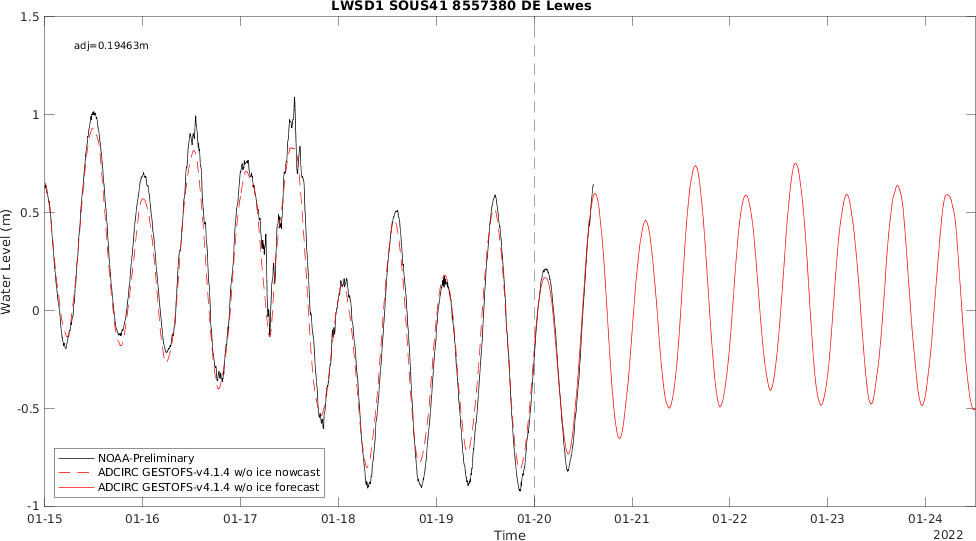 LWSD1 SOUS41 8557380 DE Lewes
1.5
adj=0.19463m
1
0.5
Water Level (m)
0
-0.5
NOAA-Preliminary
ADCIRC GESTOFS-v4.1.4 w/o ice nowcast
ADCIRC GESTOFS-v4.1.4 w/o ice forecast
-1
01-15 01-16 01-17 01-18 01-19 01-20 01-21 01-22 01-23 01-24
Time
2022